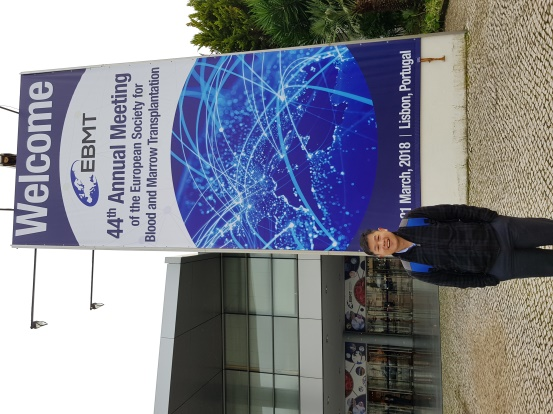 Welcome
EBMT
44th Annual Meeting
of the European Society for
Blood and Marrow Transplantation
21 March, 2018 | Lisbon, Portugal